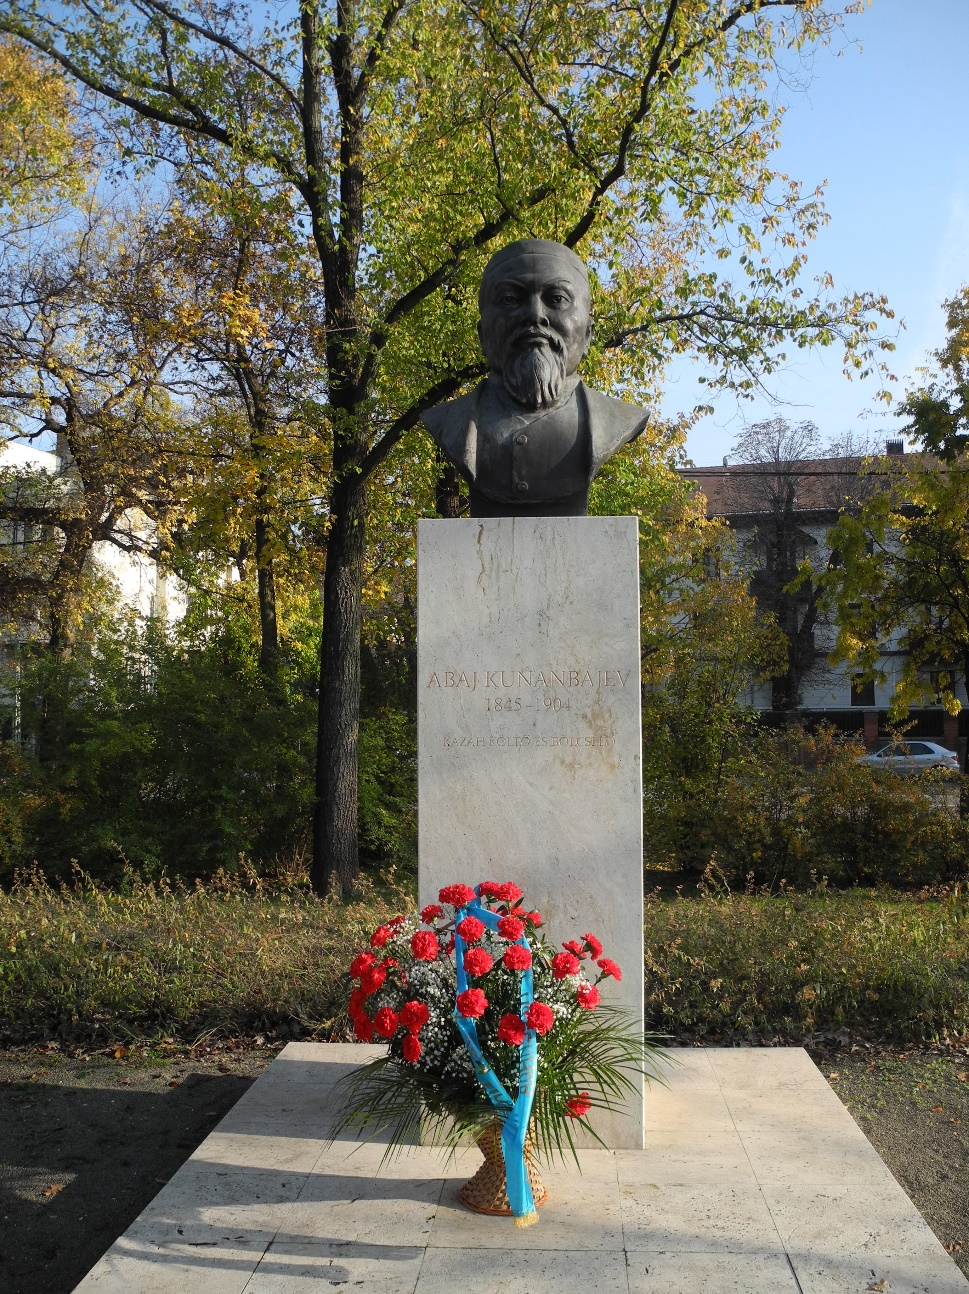 ABAJ KUNANBAJEV
1845-1904
KAZAH KÖLTŐ ÉS BÖLCSELŐ